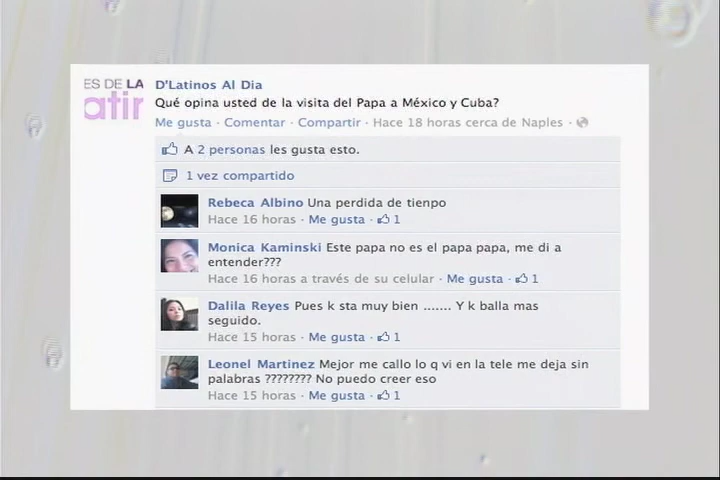 ES DE LA
atir
D'Latinos Al Dia
Qué opina usted de la visita del Papa a México y Cuba?
Me gusta · Comentar · Compartir · Hace 18 horas cerca de Naples ·
A 2 personas les gusta esto.
1 vez compartido
Rebeca Albino Una perdida de tienpo
Hace 16 horas · Me gusta · 1
Monica Kaminski Este papa no es el papa papa, me di a
entender???
Hace 16 horas a través de su celular · Me gusta · 1
Dalila Reyes Pues k sta muy bien ....... Y k balla mas
seguido.
Hace 15 horas · Me gusta · 1
Leonel Martinez Mejor me callo lo q vi en la tele me deja sin
palabras ???????? No puedo creer eso
Hace 15 horas · Me gusta · 1